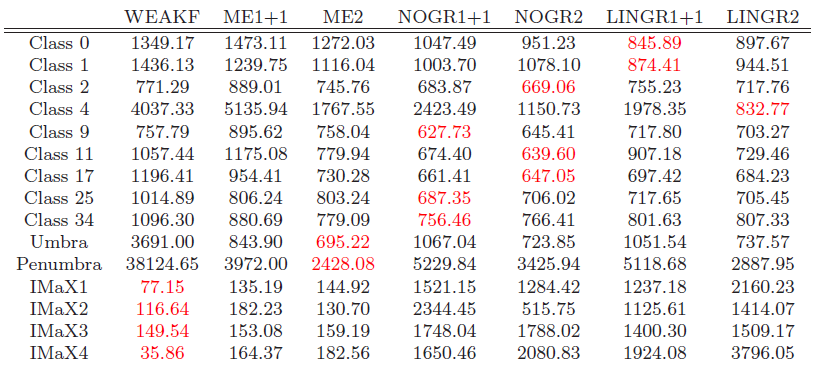 WEAKF ME1+1 ME2 NOGR1+1 NOGR2 LINGR1+1 LINGR2
Class 0 1349.17 1473.11 1272.03 1047.49 951.23 845.89 897.67
Class 1 1436.13 1239.75 1116.04 1003.70 1078.10 874.41 944.51
Class 2 771.29 889.01 745.76 683.87 669.06 755.23 717.76
Class 4 4037.33 5135.94 1767.55 2423.49 1150.73 1978.35 832.77
Class 9 757.79 895.62 758.04 627.73 645.41 717.80 703.27
Class 11 1057.44 1175.08 779.94 674.40 639.60 907.18 729.46
Class 17 1196.41 954.41 730.28 661.41 647.05 697.42 684.23
Class 25 1014.89 806.24 803.24 687.35 706.02 717.65 705.45
Class 34 1096.30 880.69 779.09 756.46 766.41 801.63 807.33
Umbra 3691.00 843.90 695.22 1067.04 723.85 1051.54 737.57
Penumbra 38124.65 3972.00 2428.08 5229.84 3425.94 5118.68 2887.95
IMaX1 77.15 135.19 144.92 1521.15 1284.42 1237.18 2160.23
IMaX2 116.64 182.23 130.70 2344.45 515.75 1125.61 1414.07
IMaX3 149.54 153.08 159.19 1748.04 1788.02 1400.30 1509.17
IMaX4 35.86 164.37 182.56 1650.46 2080.83 1924.08 3796.05